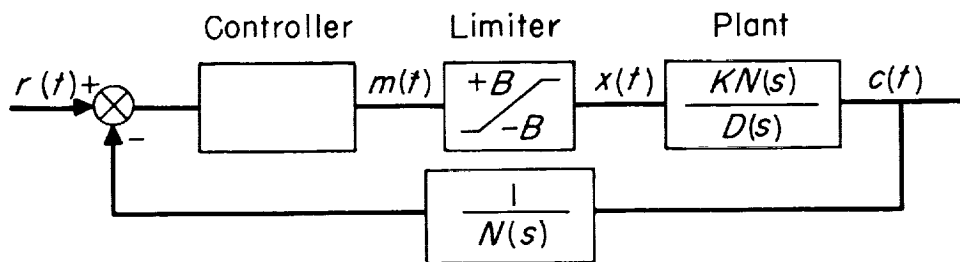 Controller Limiter Plant
r(t) + m(t) +B x(t) KN(s) c(t)
-B D(s)
-
1
N(s)